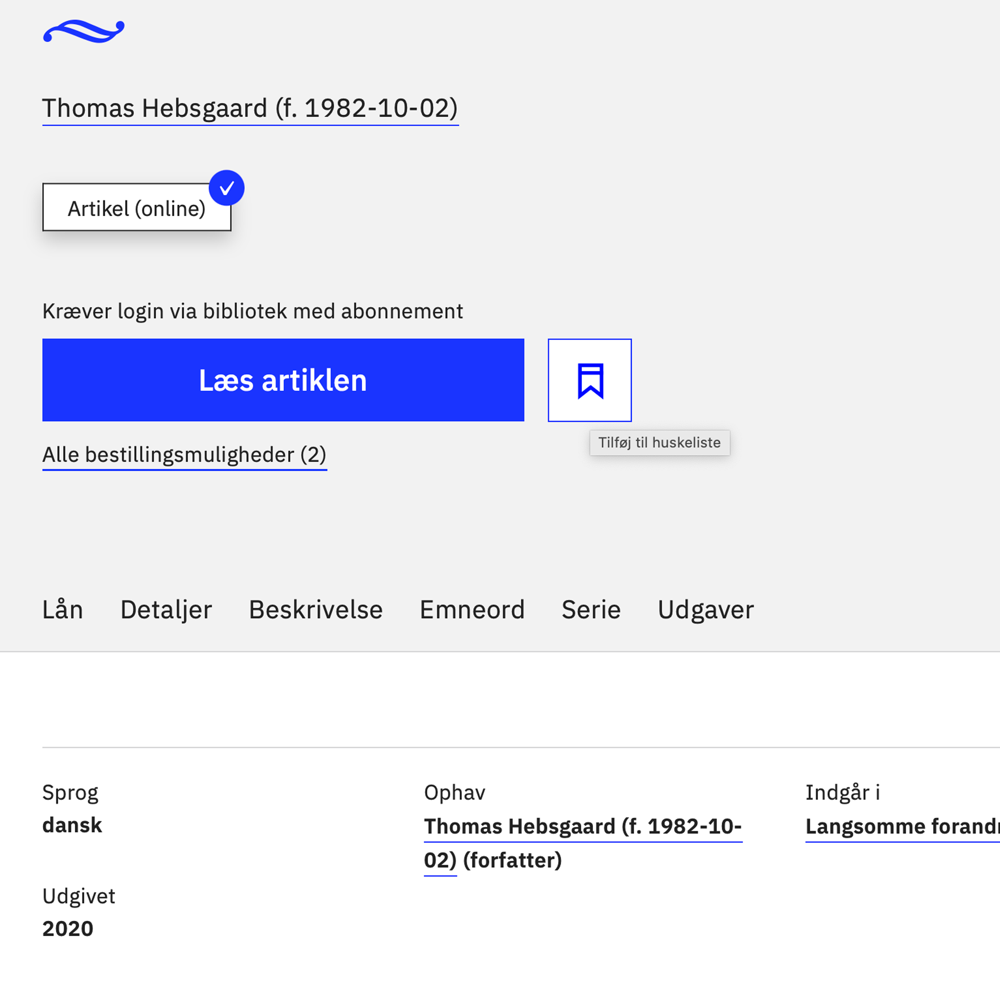 Thomas Hebsgaard (f. 1982-10-02)
Artikel (online)
Kræver login via bibliotek med abonnement
Læs artiklen
Tilføj til huskeliste
Alle bestillingsmuligheder (2)
Lån Detaljer Beskrivelse Emneord Serie Udgaver
Sprog
dansk
Ophav
Thomas Hebsgaard (f. 1982-10-
02) (forfatter)
Indgår i
Langsomme
Udgivet
2020